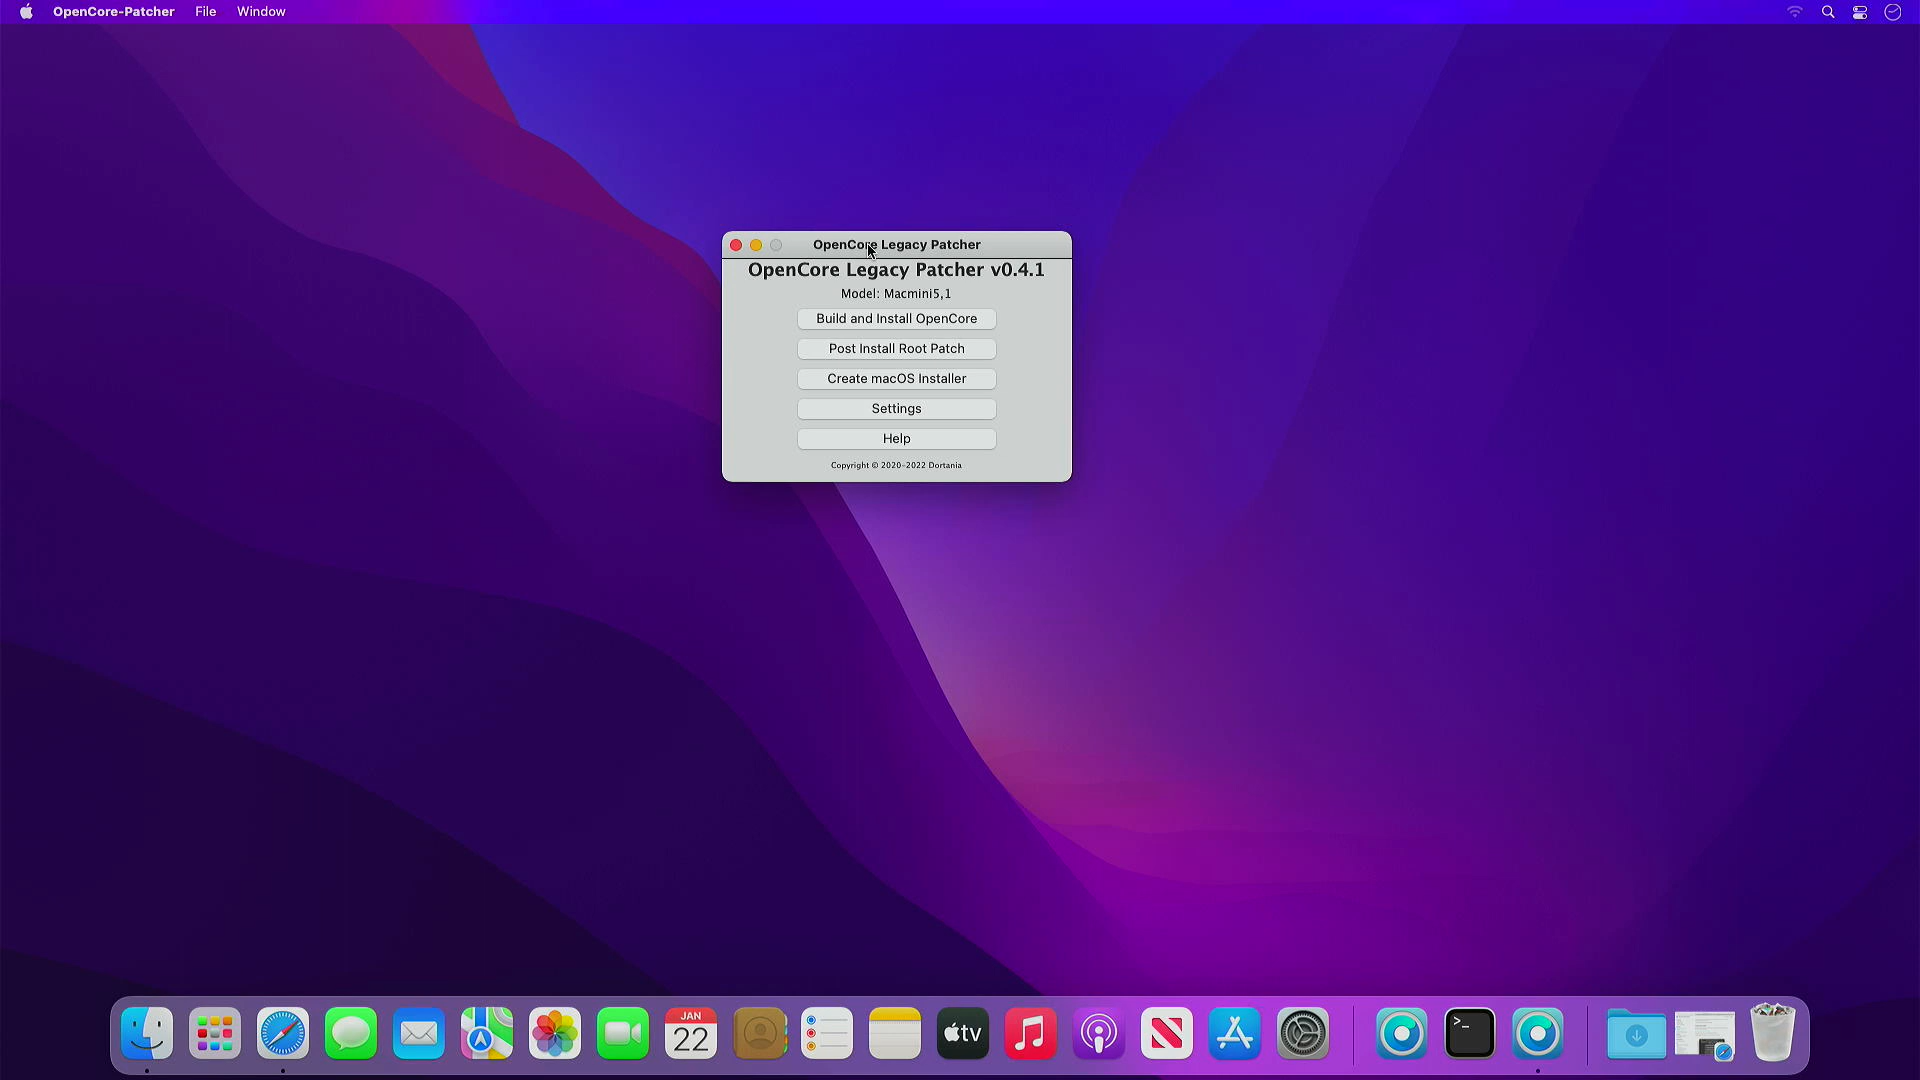 OpenCore-Patcher File Window
OpenCore Legacy Patcher
OpenCore Legacy Patcher v0.4.1
Model: Macmini5,1
Build and Install OpenCore
Post Install Root Patch
Create macOS Installer
Settings
Help
Copyright © 2020-2022 Dortania
JAN
22
tv
>_